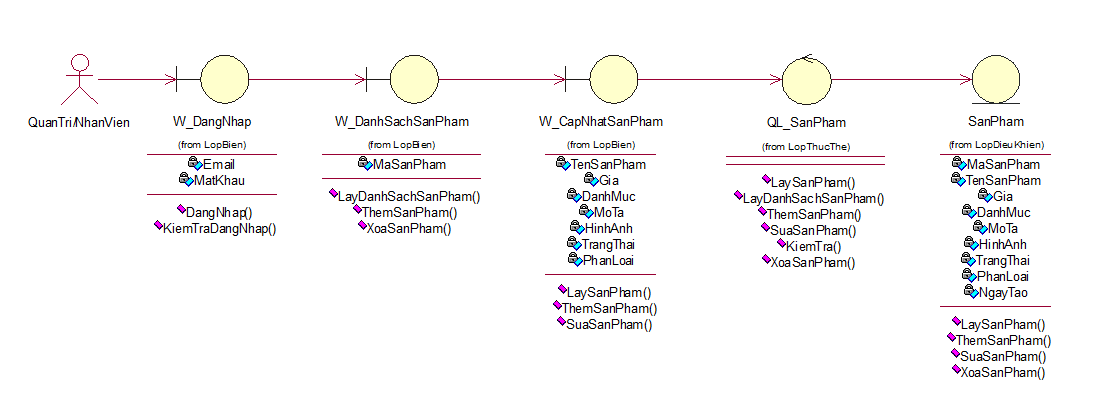 QuanTri/NhanVien
W_DangNhap
(from LopBien)
Email
MatKhau
DangNhap()
KiemTraDangNhap()
W_DanhSachSanPham
(from LopBien)
MaSanPham
LayDanhSachSanPham()
ThemSanPham()
XoaSanPham()
W_CapNhatSanPham
(from LopBien)
TenSanPham
Gia
DanhMuc
MoTa
HinhAnh
TrangThai
PhanLoai
LaySanPham()
ThemSanPham()
SuaSanPham()
QL_SanPham
(from LopThucThe)
LaySanPham()
LayDanhSachSanPham()
ThemSanPham()
SuaSanPham()
KiemTra()
XoaSanPham()
SanPham
(from LopDieuKhien)
MaSanPham
TenSanPham
Gia
DanhMuc
MoTa
HinhAnh
TrangThai
PhanLoai
NgayTao
LaySanPham()
ThemSanPham()
SuaSanPham()
XoaSanPham()